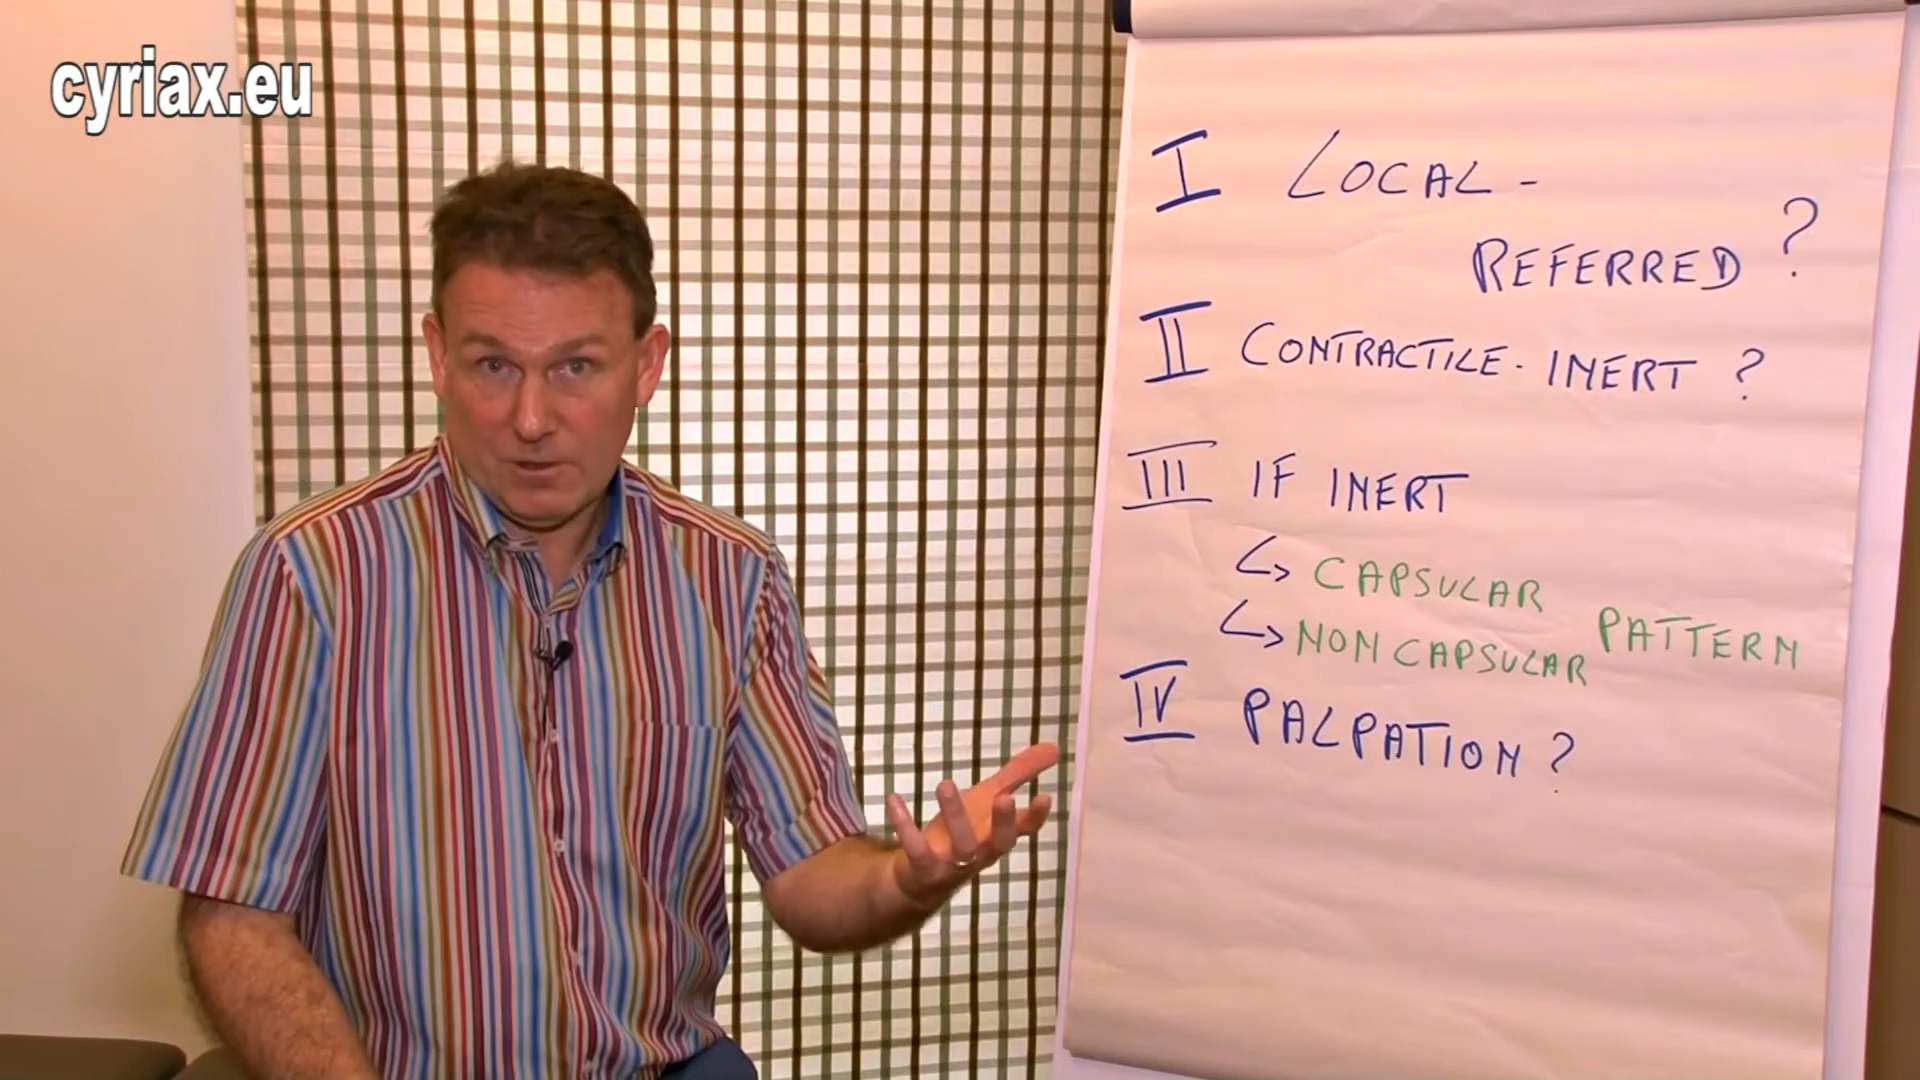 cyriax.eu
I LOCAL -
REFERRED ?
II CONTRACTILE - INERT ?
III IF INERT
↳ CAPSULAR
PATTERN
↳ NON CAPSULAR
IV PALPATION ?